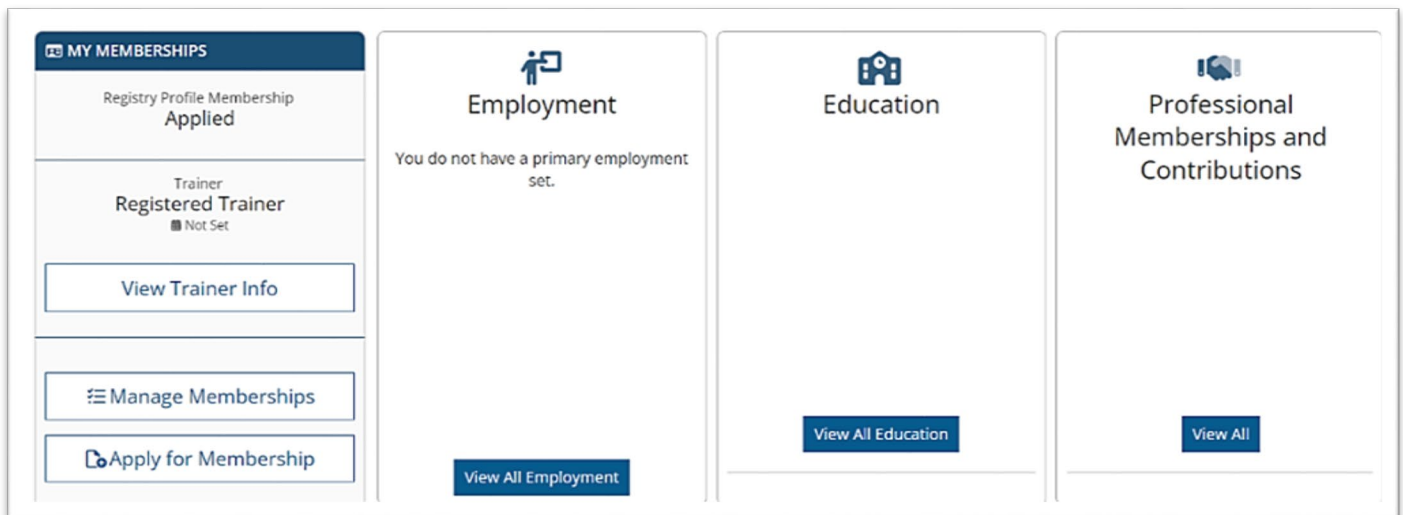 MY MEMBERSHIPS
Registry Profile Membership
Applied
Trainer
Registered Trainer
Not Set
View Trainer Info
Manage Memberships
Apply for Membership
Employment
You do not have a primary employment
set.
View All Employment
Education
View All Education
Professional
Memberships and
Contributions
View All